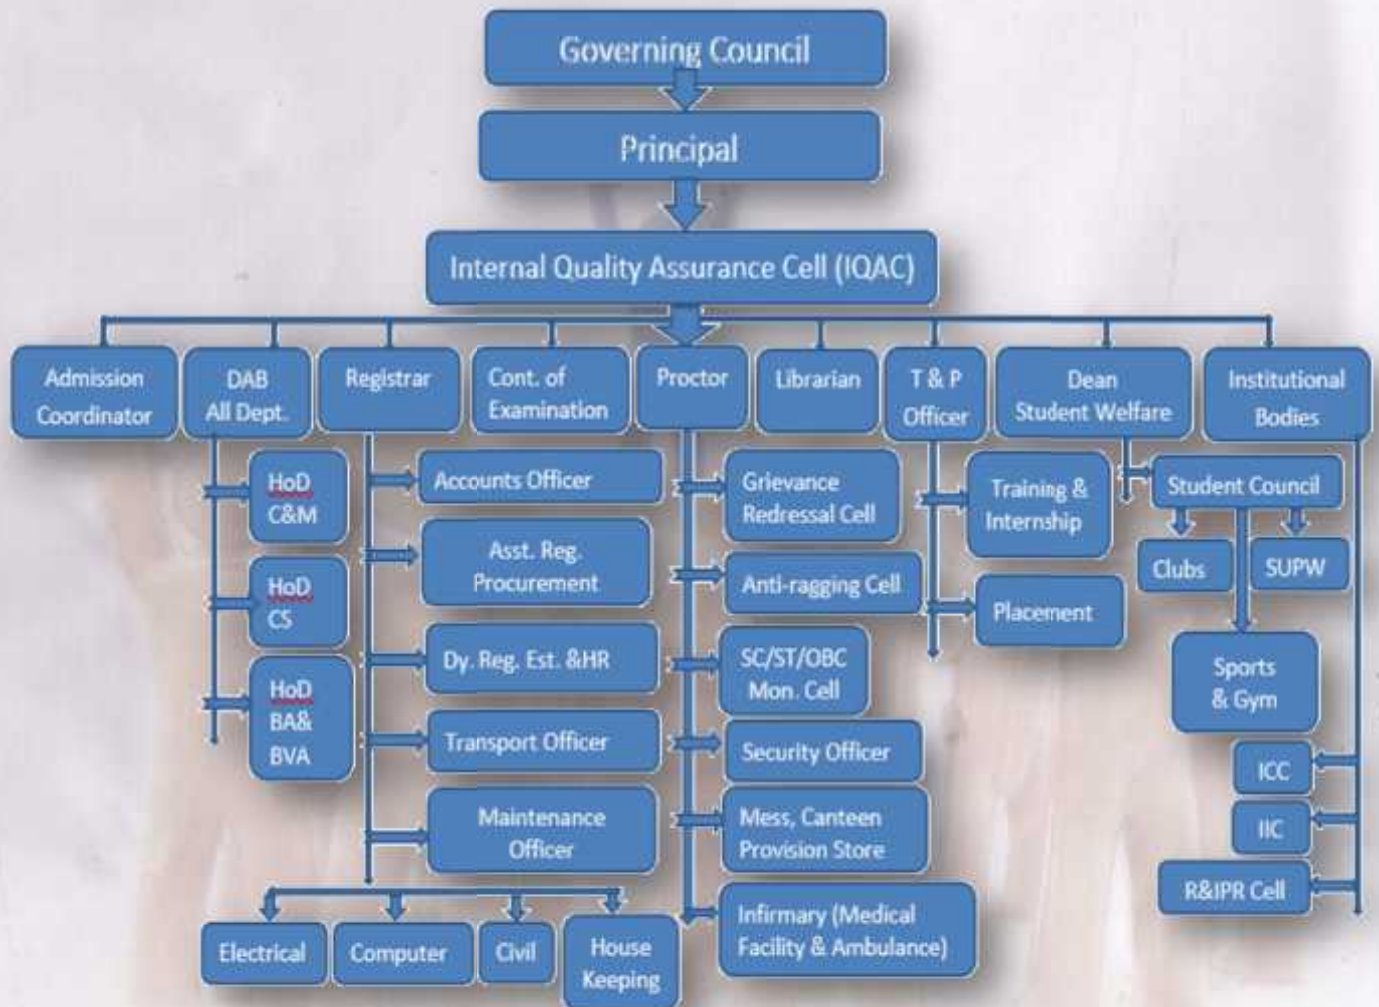 Governing Council
Principal
Internal Quality Assurance Cell (IQAC)
Admission
Coordinator
DAB
All Dept.
Registrar
Cont. of
Examination
Proctor
Librarian
T & P
Officer
Dean
Student Welfare
Institutional
Bodies
HoD
C&M
HoD
CS
HoD
BA&
BVA
Accounts Officer
Asst. Reg.
Procurement
Dy. Reg. Est. &HR
Transport Officer
Maintenance
Officer
Electrical
Computer
Civil
House
Keeping
Grievance
Redressal Cell
Anti-ragging Cell
SC/ST/OBC
Mon. Cell
Security Officer
Mess, Canteen
Provision Store
Infirmary (Medical
Facility & Ambulance)
Training &
Internship
Placement
Student Council
Clubs
SUPW
Sports
& Gym
ICC
IIC
R&IPR Cell